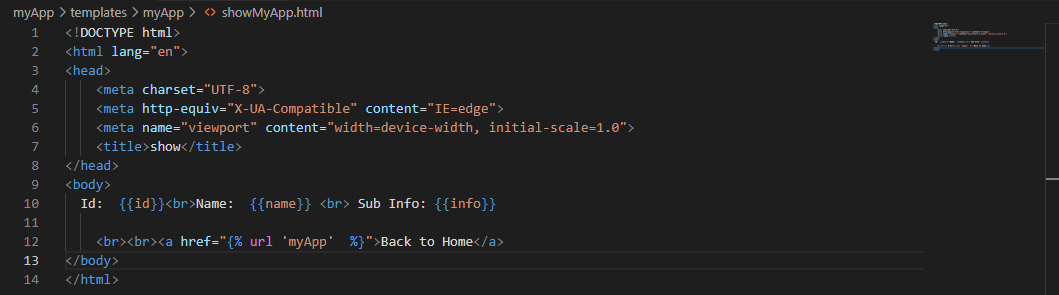 myApp > templates > myApp > <> showMyApp.html
1 <!DOCTYPE html>
2 <html lang="en">
3 <head>
4     <meta charset="UTF-8">
5     <meta http-equiv="X-UA-Compatible" content="IE=edge">
6     <meta name="viewport" content="width=device-width, initial-scale=1.0">
7     <title>show</title>
8 </head>
9 <body>
10   Id:  {{id}}<br>Name:  {{name}} <br> Sub Info: {{info}}
11
12     <br><br><a href="{% url 'myApp'  %}">Back to Home</a>
13 </body>
14 </html>